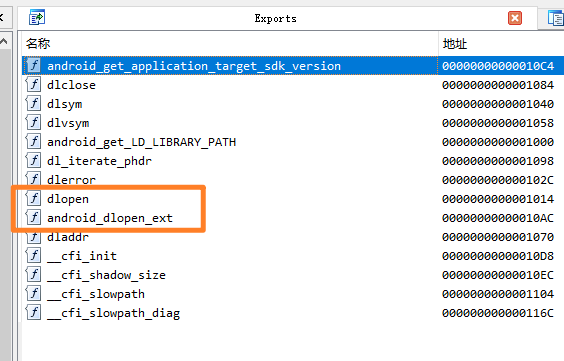 Exports
名称 地址
f android_get_application_target_sdk_version 00000000000010C4
f dlclose 0000000000001084
f dlsym 0000000000001040
f dlvsym 0000000000001058
f android_get_LD_LIBRARY_PATH 0000000000001000
f dl_iterate_phdr 0000000000001098
f dlerror 000000000000102C
f dlopen 0000000000001014
f android_dlopen_ext 00000000000010AC
f dladdr 0000000000001070
f __cfi_init 00000000000010D8
f __cfi_shadow_size 00000000000010EC
f __cfi_slowpath 0000000000001104
f __cfi_slowpath_diag 000000000000116C